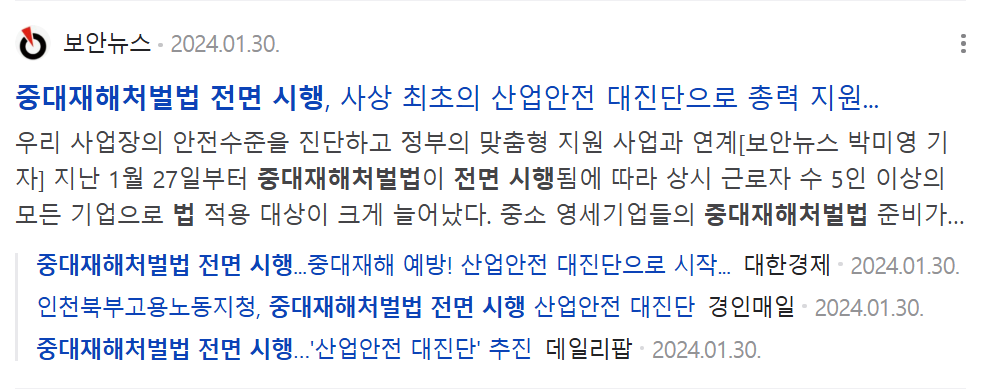 보안뉴스 2024.01.30.
중대재해처벌법 전면 시행, 사상 최초의 산업안전 대진단으로 총력 지원...
우리 사업장의 안전수준을 진단하고 정부의 맞춤형 지원 사업과 연계[보안뉴스 박미영 기
자] 지난 1월 27일부터 중대재해처벌법이 전면 시행됨에 따라 상시 근로자 수 5인 이상의
모든 기업으로 법 적용 대상이 크게 늘어났다. 중소 영세기업들의 중대재해처벌법 준비가...
중대재해처벌법 전면 시행...중대재해 예방! 산업안전 대진단으로 시작... 대한경제 2024.01.30.
인천북부고용노동지청, 중대재해처벌법 전면 시행 산업안전 대진단 경인매일 2024.01.30.
중대재해처벌법 전면 시행...'산업안전 대진단' 추진 데일리팝 2024.01.30.